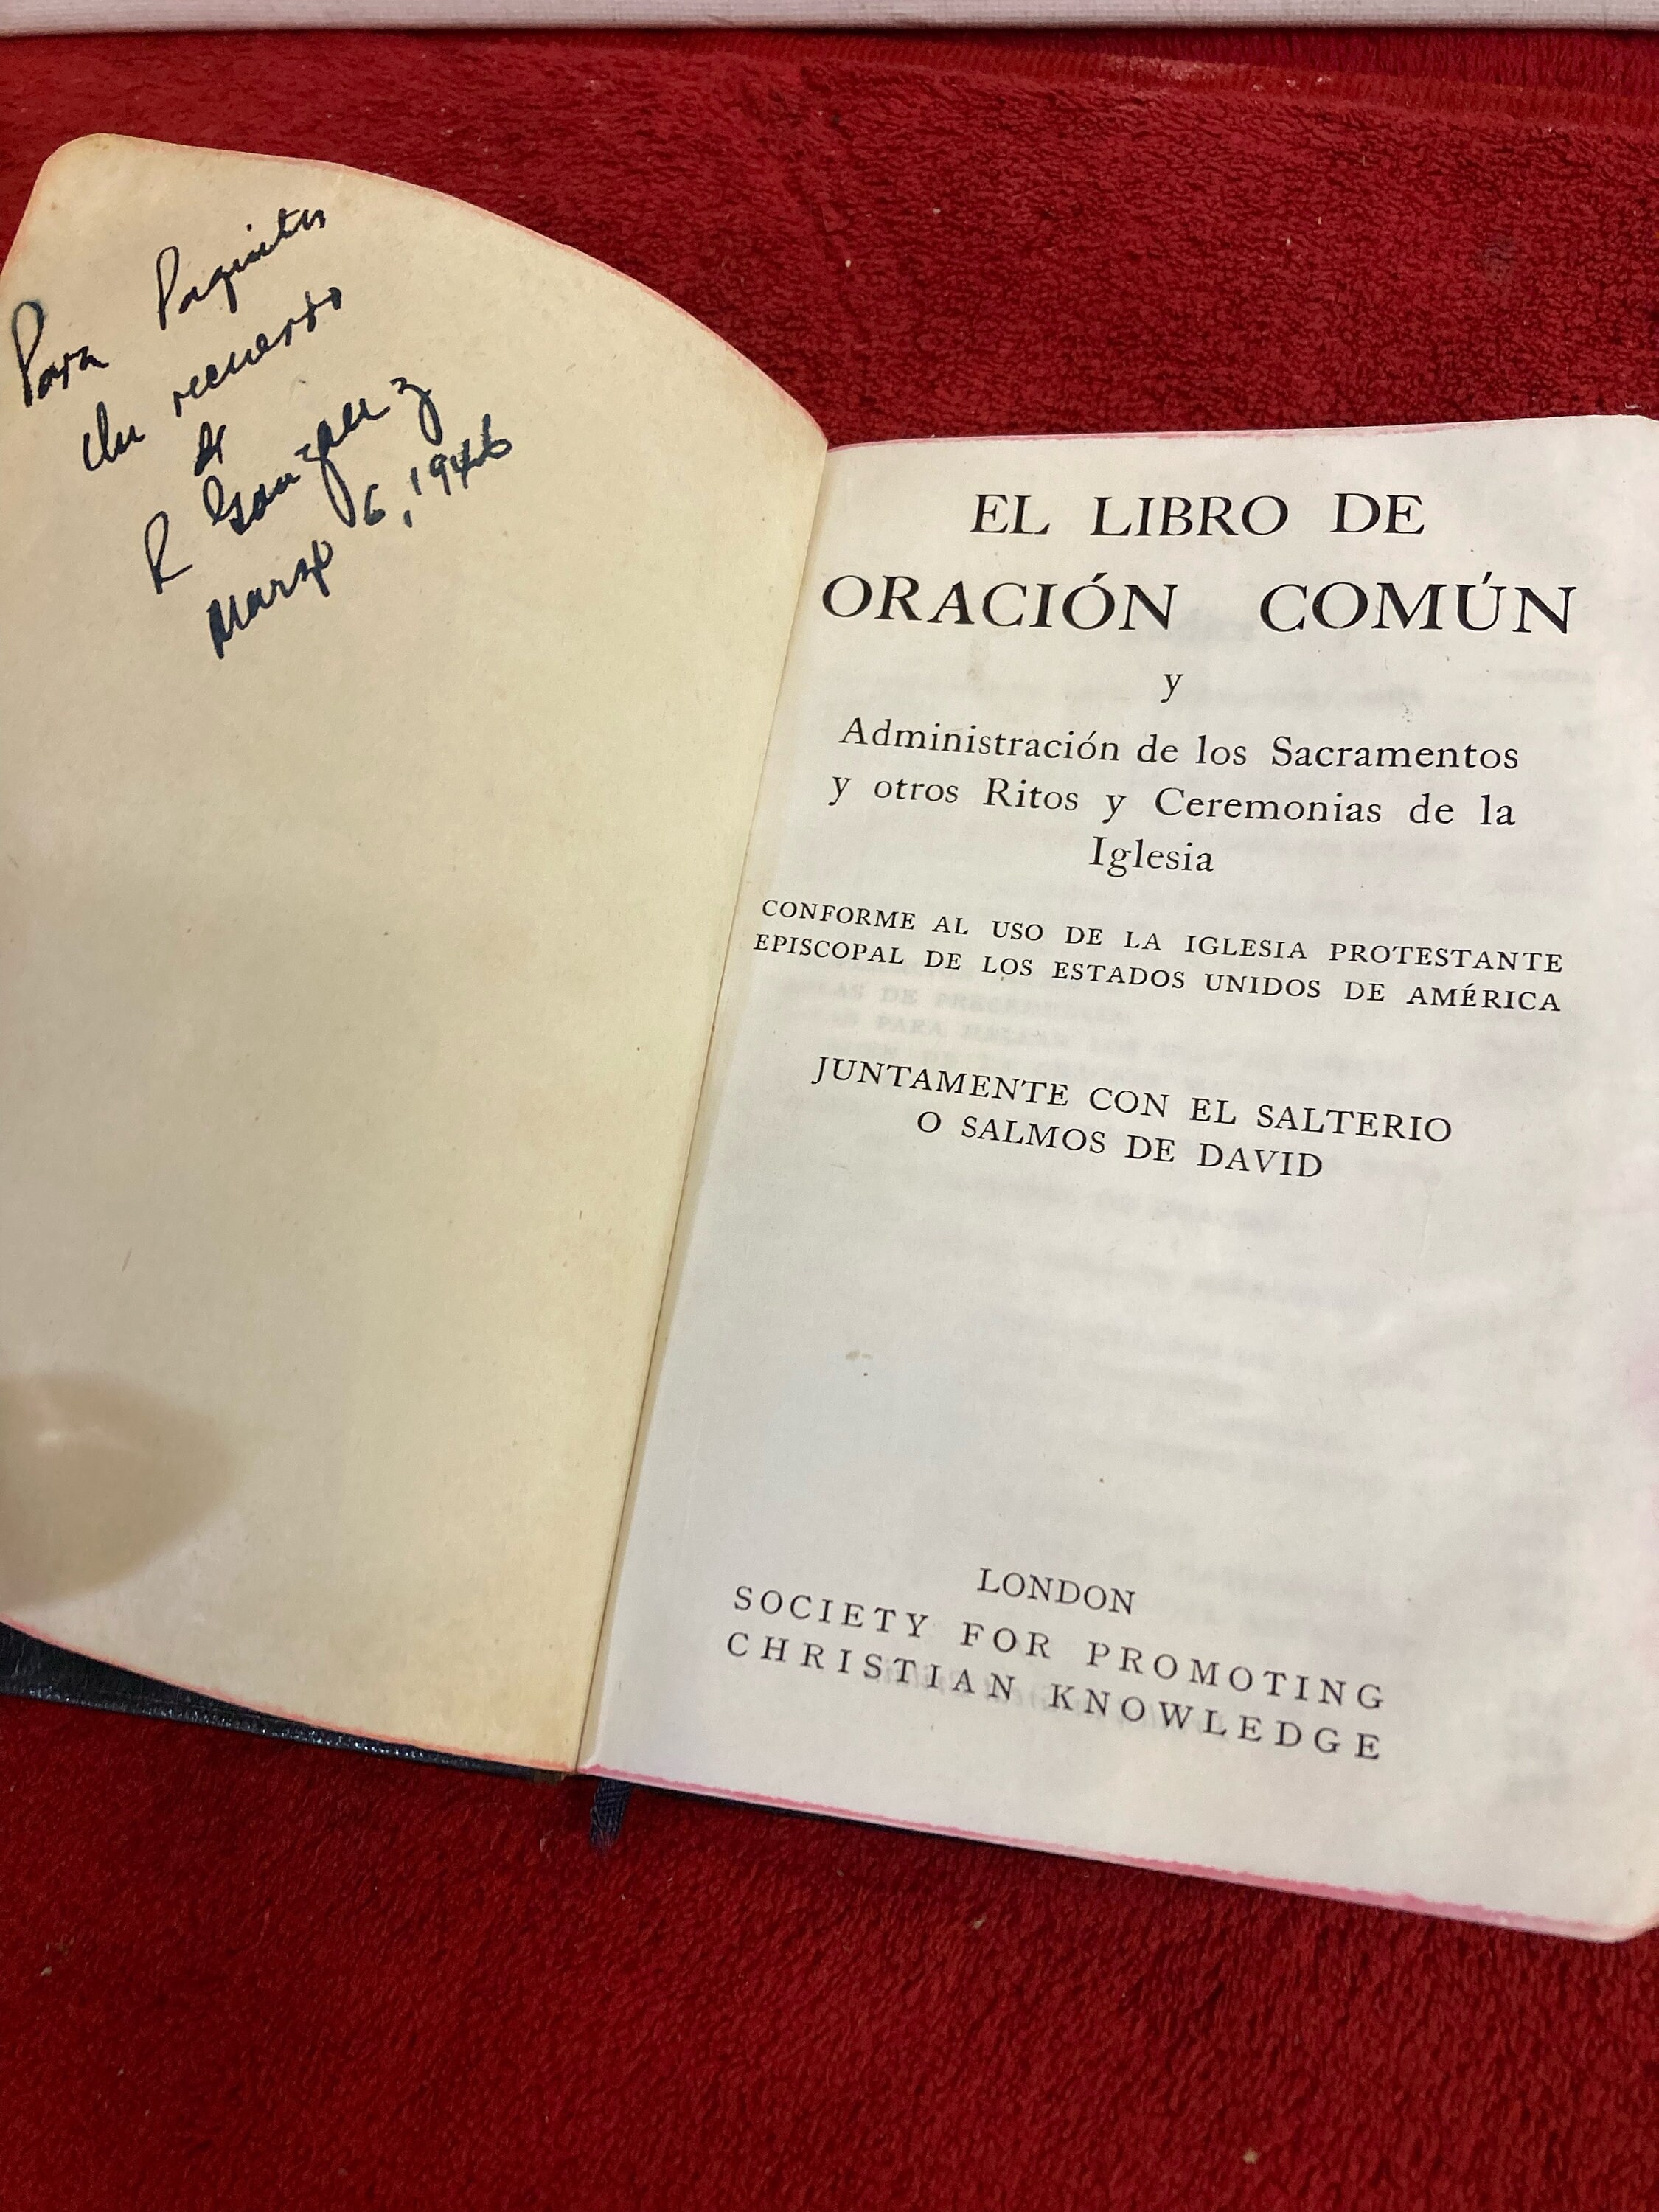 Para Paquita
Un recuerdo
de
R González
Marzo 6, 1946
EL LIBRO DE
ORACIÓN COMÚN
y
Administración de los Sacramentos
y otros Ritos y Ceremonias de la
Iglesia
CONFORME AL USO DE LA IGLESIA PROTESTANTE
EPISCOPAL DE LOS ESTADOS UNIDOS DE AMÉRICA
JUNTAMENTE CON EL SALTERIO
O SALMOS DE DAVID
LONDON
SOCIETY FOR PROMOTING
CHRISTIAN KNOWLEDGE